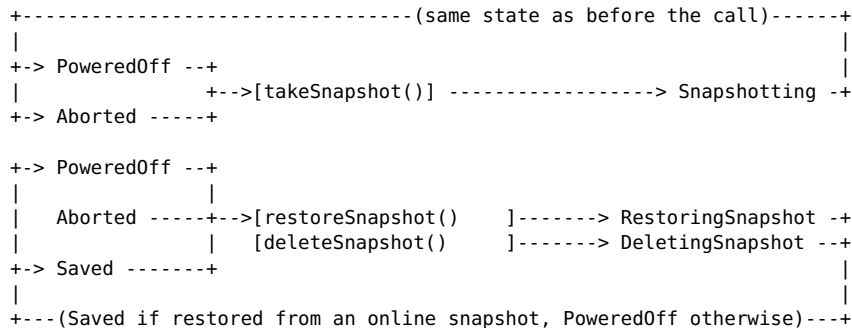 +---------------------------------(same state as before the call)------+
|                                                                      |
+-> PoweredOff --+                                                     |
|                +-->[takeSnapshot()] ------------------> Snapshotting -+
+-> Aborted -----+

+-> PoweredOff --+
|                |
|   Aborted -----+-->[restoreSnapshot()    ]-------> RestoringSnapshot -+
|                |   [deleteSnapshot()     ]-------> DeletingSnapshot --+
+-> Saved -------+                                                     |
|                                                                      |
+---(Saved if restored from an online snapshot, PoweredOff otherwise)---+